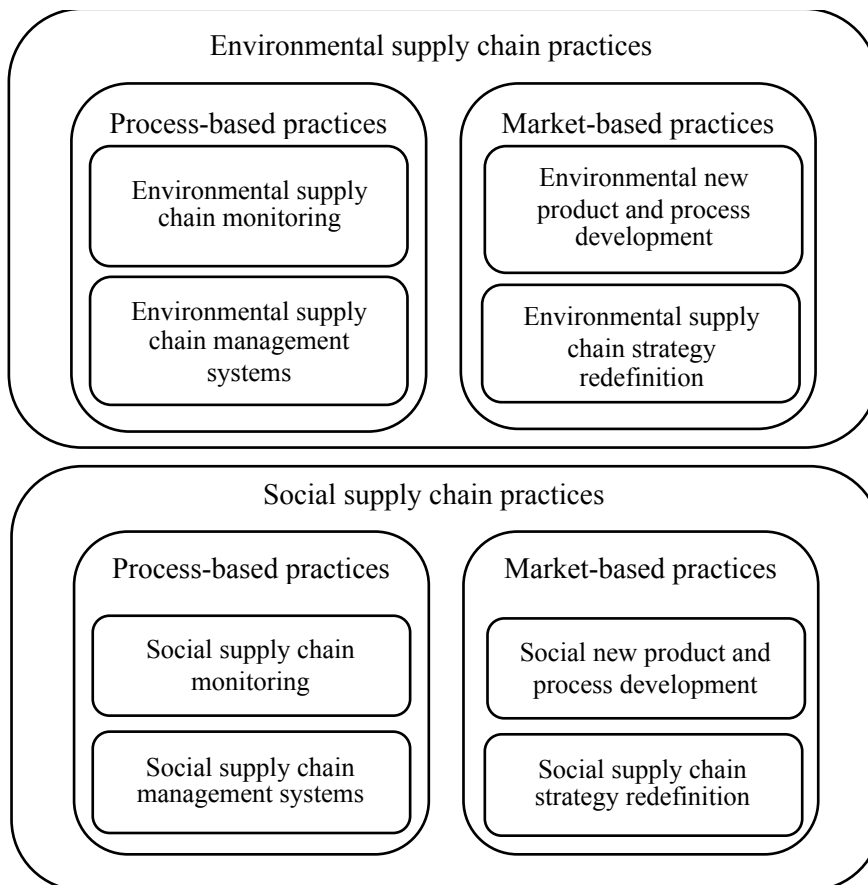 Environmental supply chain practices
Process-based practices
Environmental supply
chain monitoring
Environmental supply
chain management
systems
Market-based practices
Environmental new
product and process
development
Environmental supply
chain strategy
redefinition
Social supply chain practices
Process-based practices
Social supply chain
monitoring
Social supply chain
management systems
Market-based practices
Social new product and
process development
Social supply chain
strategy redefinition